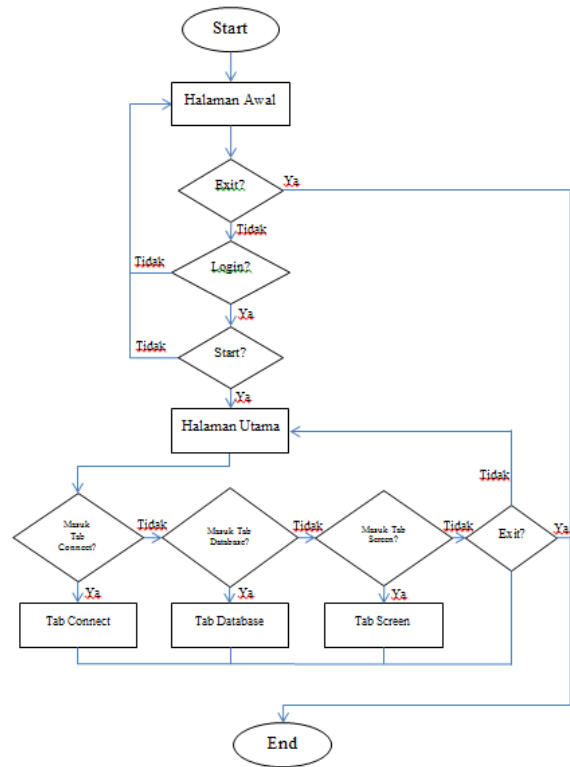 Start
Halaman Awal
Exit?
Ya
Tidak
Tidak
Login?
Ya
Tidak
Start?
Ya
Halaman Utama
Tidak
Masuk
Tab
Connect?
Tidak
Masuk Tab
Database?
Tidak
Masuk Tab
Screen?
Tidak
Exit?
Ya
Ya
Ya
Ya
Tab Connect
Tab Database
Tab Screen
End